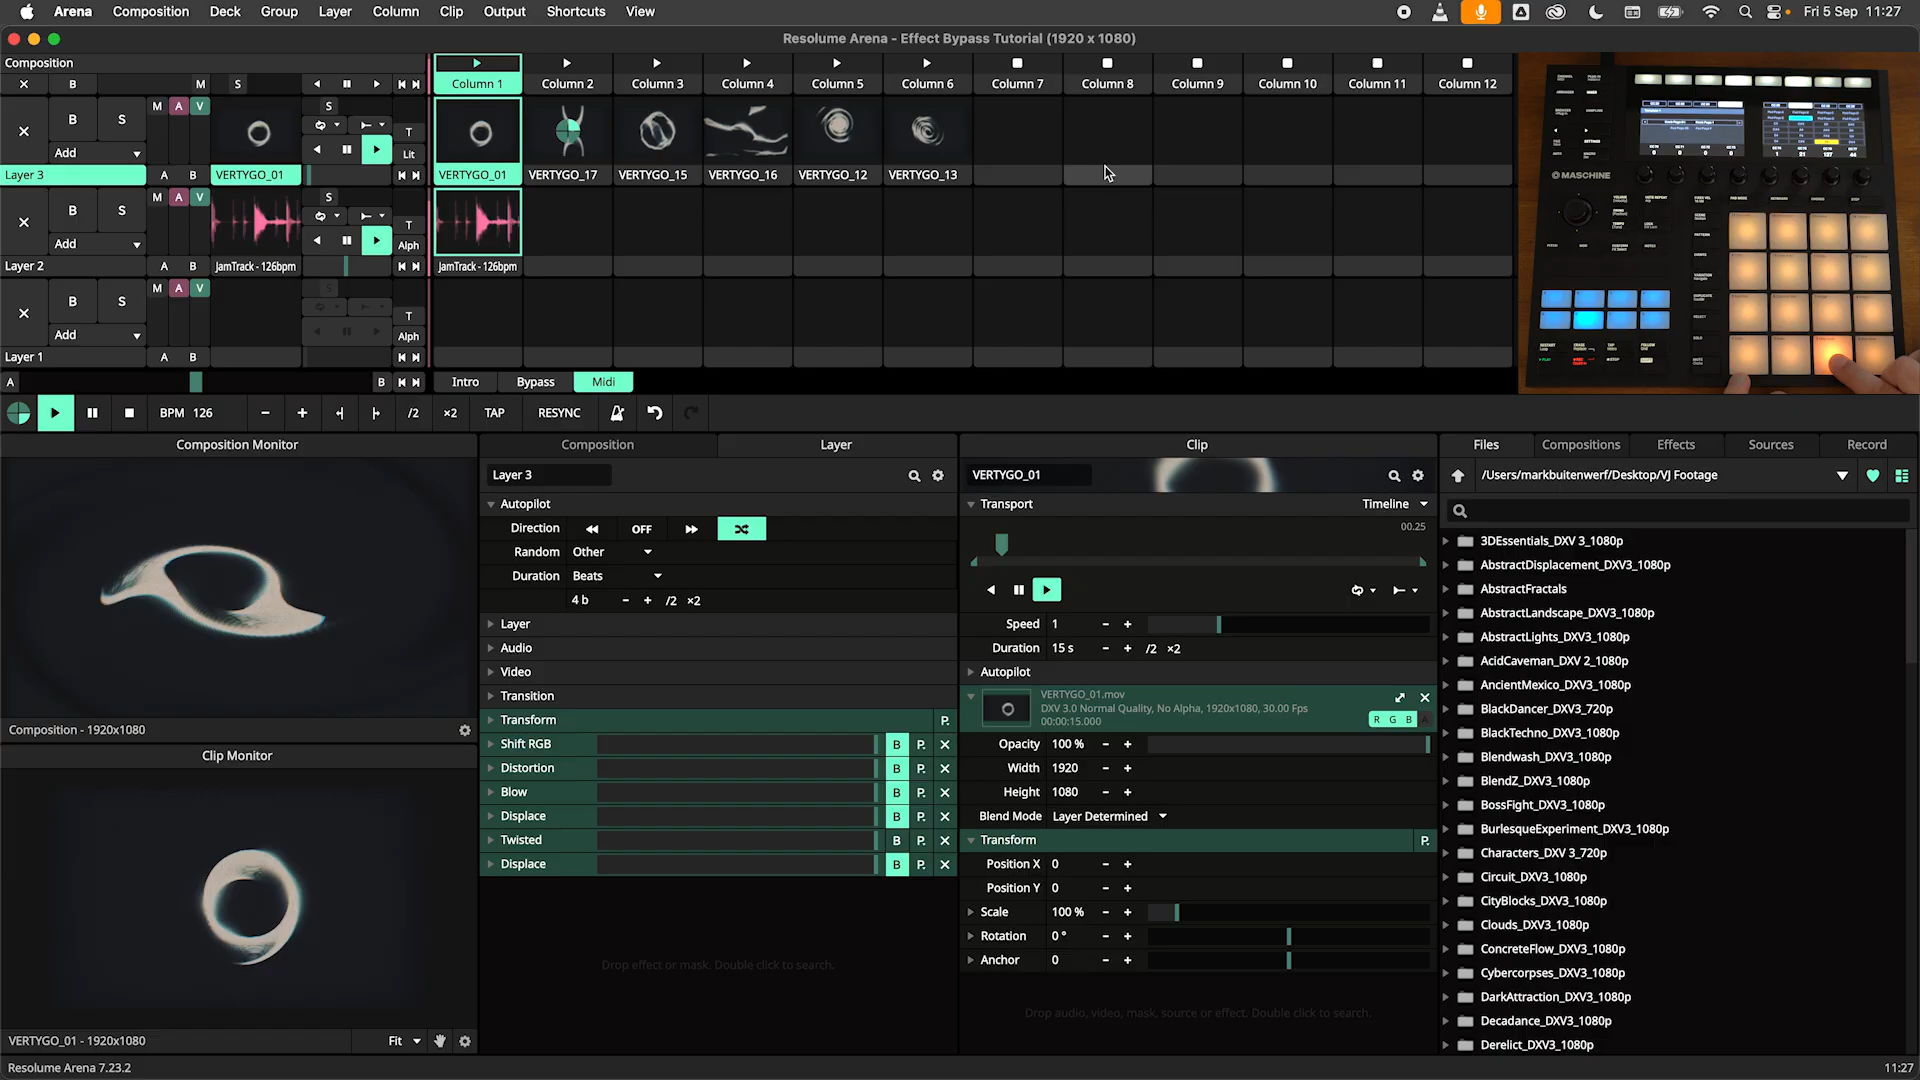 Arena Composition Deck Group Layer Column Clip Output Shortcuts View Fri 5 Sep 11:27
Resolume Arena - Effect Bypass Tutorial (1920 x 1080)
Composition
B M S
Column 1 Column 2 Column 3 Column 4 Column 5 Column 6 Column 7 Column 8 Column 9 Column 10 Column 11 Column 12
M A V S
B S T
Add Lit
Layer 3 A B VERTYGO_01 VERTYGO_01 VERTYGO_17 VERTYGO_15 VERTYGO_16 VERTYGO_12 VERTYGO_13
M A V S
B S T
Add Alph
Layer 2 A B JamTrack - 126bpm JamTrack - 126bpm
M A V S
B S T
Add Alph
Layer 1 A B
A B Intro Bypass Midi
BPM 126 - + /2 ×2 TAP RESYNC
MASCHINE
Composition Monitor
Composition - 1920x1080
Clip Monitor
VERTYGO_01 - 1920x1080 Fit
Composition Layer
Layer 3
Autopilot
Direction OFF
Random Other
Duration Beats
4 b - + /2 ×2
Layer
Audio
Video
Transition
Transform P.
Shift RGB B P. X
Distortion B P. X
Blow B P. X
Displace B P. X
Twisted B P. X
Displace B P. X
Drop effect or mask. Double click to search.
Clip
VERTYGO_01
Transport Timeline
00.25
Speed 1 - +
Duration 15 s - + /2 ×2
Autopilot
VERTYGO_01.mov
DXV 3.0 Normal Quality, No Alpha, 1920x1080, 30.00 Fps
00:00:15.000 R G B A
Opacity 100 % - +
Width 1920 - +
Height 1080 - +
Blend Mode Layer Determined
Transform P.
Position X 0 - +
Position Y 0 - +
Scale 100 % - +
Rotation 0 ° - +
Anchor 0 - +
Drop audio, video, mask, source or effect. Double click to search.
Files Compositions Effects Sources Record
/Users/markbuitenwerf/Desktop/VJ Footage
3DEssentials_DXV 3_1080p
AbstractDisplacement_DXV3_1080p
AbstractFractals
AbstractLandscape_DXV3_1080p
AbstractLights_DXV3_1080p
AcidCaveman_DXV 2_1080p
AncientMexico_DXV3_1080p
BlackDancer_DXV3_720p
BlackTechno_DXV3_1080p
Blendwash_DXV3_1080p
BlendZ_DXV3_1080p
BossFight_DXV3_1080p
BurlesqueExperiment_DXV3_1080p
Characters_DXV 3_720p
Circuit_DXV3_1080p
CityBlocks_DXV3_1080p
Clouds_DXV3_1080p
ConcreteFlow_DXV3_1080p
Cybercorpses_DXV3_1080p
DarkAttraction_DXV3_1080p
Decadance_DXV3_1080p
Derelict_DXV3_1080p
Resolume Arena 7.23.2 11:27